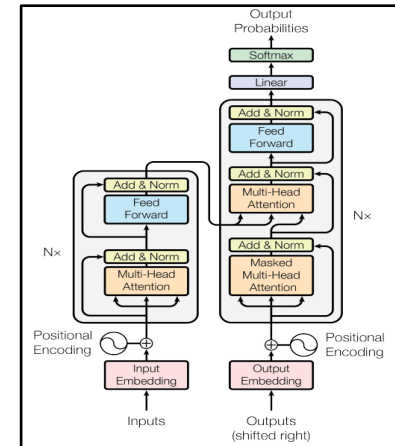 Output
Probabilities
Softmax
Linear
Add & Norm
Feed
Forward
Add & Norm
Multi-Head
Attention
Add & Norm
Masked
Multi-Head
Attention
Nx
Add & Norm
Feed
Forward
Add & Norm
Multi-Head
Attention
Nx
Positional
Encoding
Positional
Encoding
Input
Embedding
Output
Embedding
Inputs
Outputs
(shifted right)